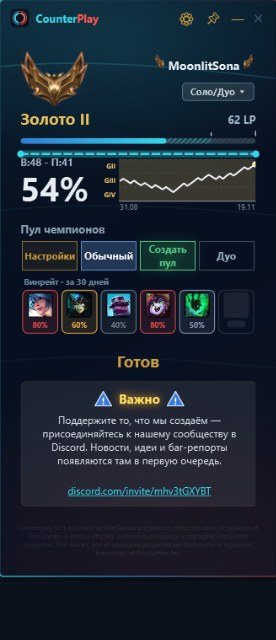 CounterPlay
MoonlitSona
Соло/Дуо
Золото II
62 LP
В:48 - П:41
54%
GII
GIII
GIV
31.08
19.11
Пул чемпионов
Настройки
Обычный
Создать пул
Дуо
Винрейт · за 30 дней
80%
60%
40%
80%
50%
Готов
Важно
Поддержите то, что мы создаём —
присоединяйтесь к нашему сообществу в
Discord. Новости, идеи и баг-репорты
появляются там в первую очередь.
discord.com/invite/mhv3tGXYBT